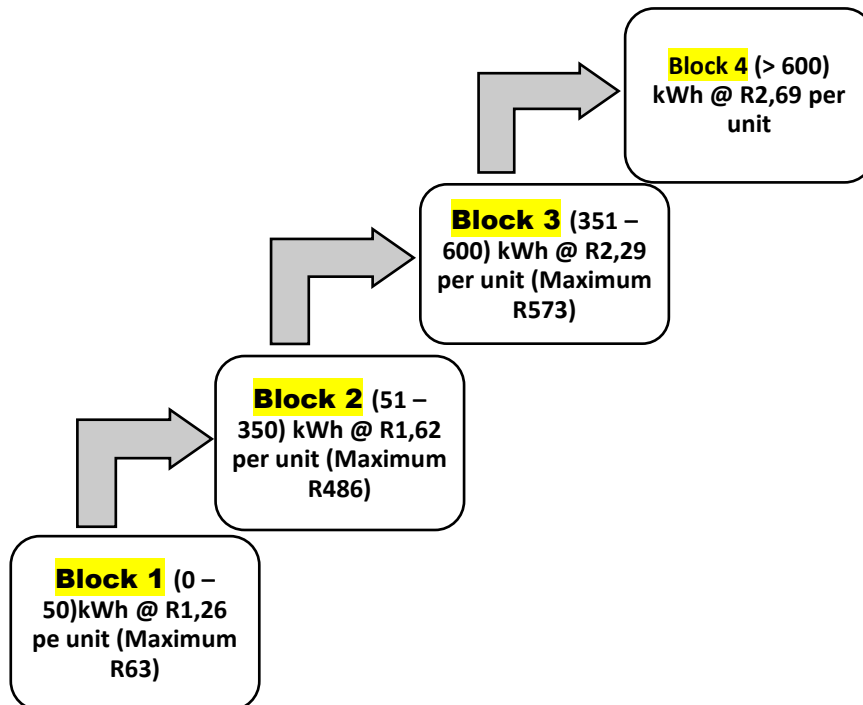 Block 4 (> 600)
kWh @ R2,69 per
unit
Block 3 (351 –
600) kWh @ R2,29
per unit (Maximum
R573)
Block 2 (51 –
350) kWh @ R1,62
per unit (Maximum
R486)
Block 1 (0 –
50)kWh @ R1,26
pe unit (Maximum
R63)